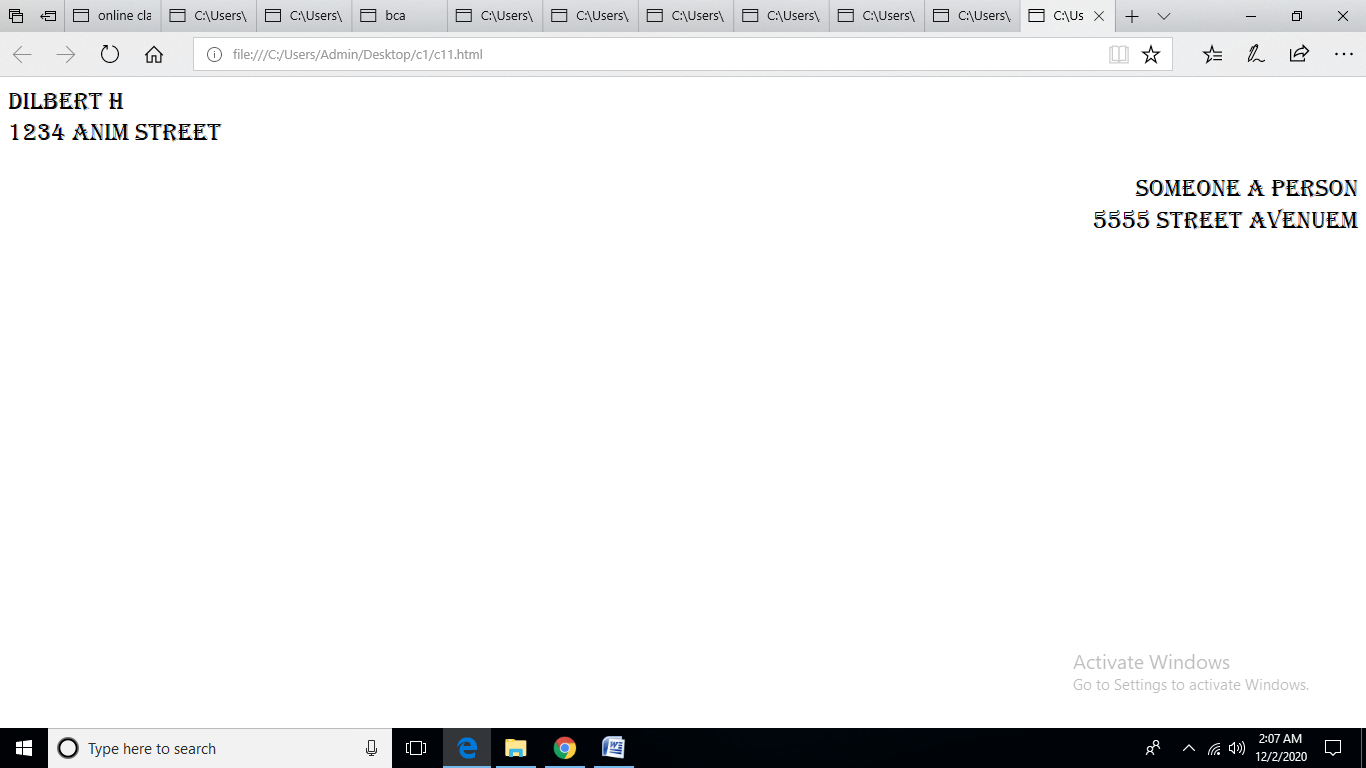 online cla
C:\Users\
C:\Users\
bca
C:\Users\
C:\Users\
C:\Users\
C:\Users\
C:\Users\
C:\Users\
C:\Us
file:///C:/Users/Admin/Desktop/c1/c11.html
DILBERT H
1234 ANIM STREET
SOMEONE A PERSON
5555 STREET AVENUEM
Activate Windows
Go to Settings to activate Windows.
Type here to search
2:07 AM
12/2/2020